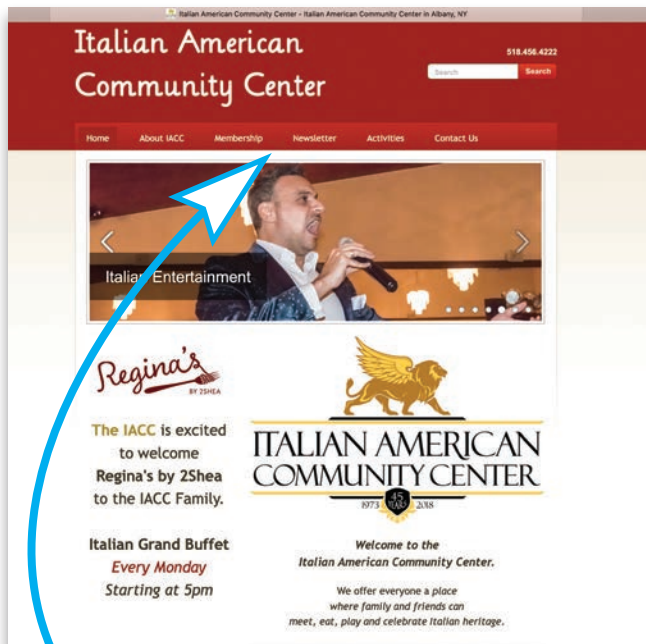 Italian American Community Center - Italian American Community Center in Albany, NY
Italian American
Community Center
518.456.4222
Search
Search
Home
About IACC
Membership
Newsletter
Activities
Contact Us
Italian Entertainment
Regina's
BY 2SHEA
The IACC is excited
to welcome
Regina's by 2Shea
to the IACC Family.
Italian Grand Buffet
Every Monday
Starting at 5pm
ITALIAN AMERICAN
COMMUNITY CENTER
1973 45 YEARS 2018
Welcome to the
Italian American Community Center.
We offer everyone a place
where family and friends can
meet, eat, play and celebrate Italian heritage.